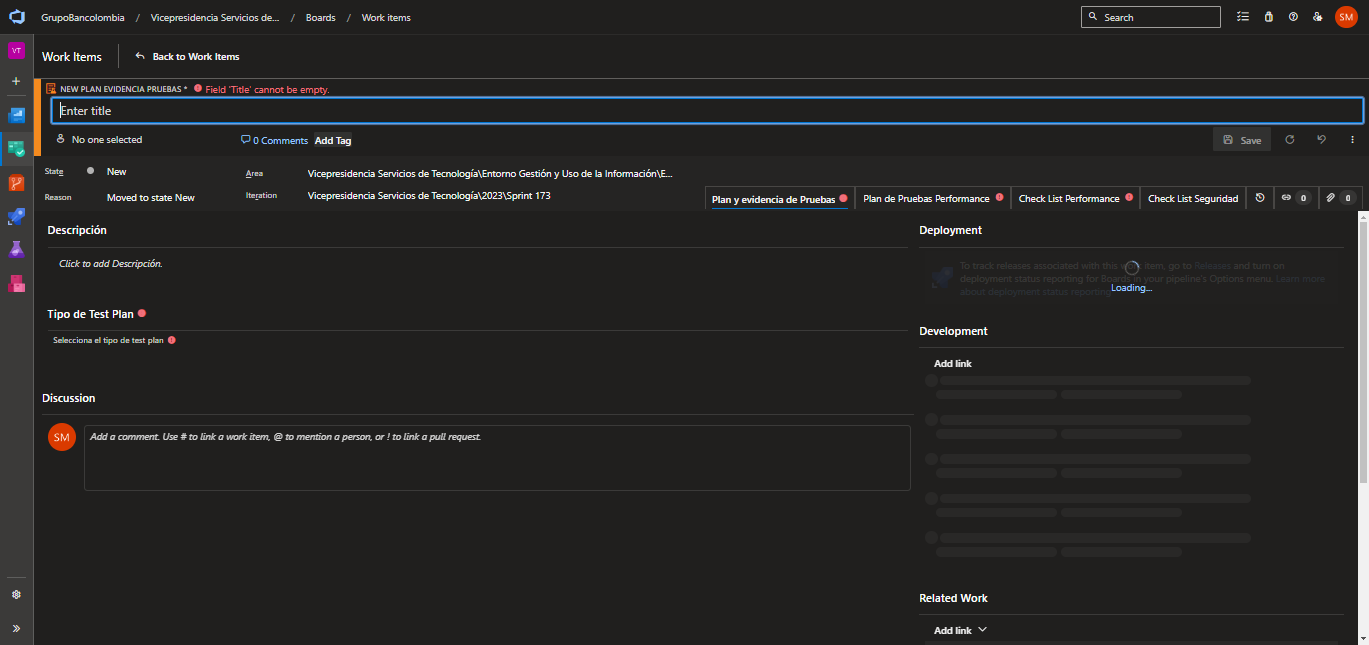 GrupoBancolombia / Vicepresidencia Servicios de... / Boards / Work items
Search
SM
VT
Work Items
Back to Work Items
NEW PLAN EVIDENCIA PRUEBAS * Field 'Title' cannot be empty.
Enter title
No one selected
0 Comments
Add Tag
Save
State New
Area Vicepresidencia Servicios de Tecnología\Entorno Gestión y Uso de la Información\E...
Reason Moved to state New
Iteration Vicepresidencia Servicios de Tecnología\2023\Sprint 173
Plan y evidencia de Pruebas
Plan de Pruebas Performance
Check List Performance
Check List Seguridad
0
0
Descripción
Click to add Descripción.
Tipo de Test Plan
Selecciona el tipo de test plan
Discussion
SM
Add a comment. Use # to link a work item, @ to mention a person, or ! to link a pull request.
Deployment
To track releases associated with this work item, go to Releases and turn on
deployment status reporting for Boards in your pipeline's Options menu. Learn more
about deployment status reporting
Loading...
Development
Add link
Related Work
Add link